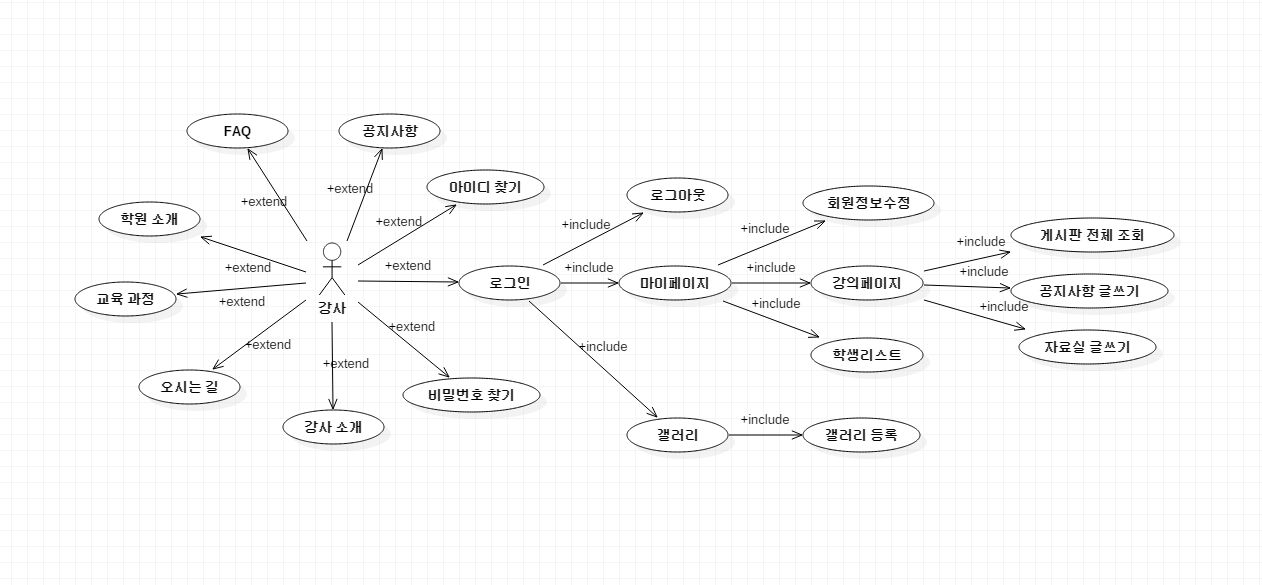 FAQ
공지사항
+extend
+extend
마이디 찾기
+extend
로그마웃
+include
회원정보수정
+include
학원 소개
+extend
게시판 전체 조회
+include
+extend
로그인
+include
마이페이지
+include
강의페이지
+include
공지사항 글쓰기
교육 과정
+extend
강사
+include
+include
자료실 글쓰기
+extend
+extend
+extend
+include
학생리스트
오시는 길
비밀번호 찾기
강사 소개
갤러리
+include
갤러리 등록